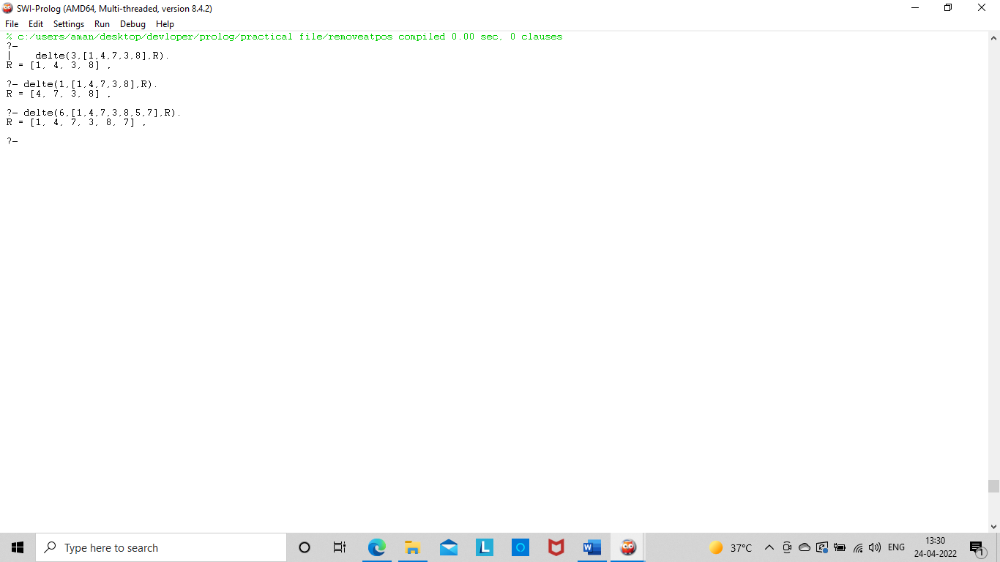 SWI-Prolog (AMD64, Multi-threaded, version 8.4.2)
File Edit Settings Run Debug Help
% c:/users/aman/desktop/devloper/prolog/practical file/removeatpos compiled 0.00 sec, 0 clauses
?-
|    delte(3,[1,4,7,3,8],R).
R = [1, 4, 3, 8] .
?- delte(1,[1,4,7,3,8],R).
R = [4, 7, 3, 8] .
?- delte(6,[1,4,7,3,8,5,7],R).
R = [1, 4, 7, 3, 8, 7] .
?-
Type here to search
L
W
37°C
ENG
13:30
24-04-2022
1